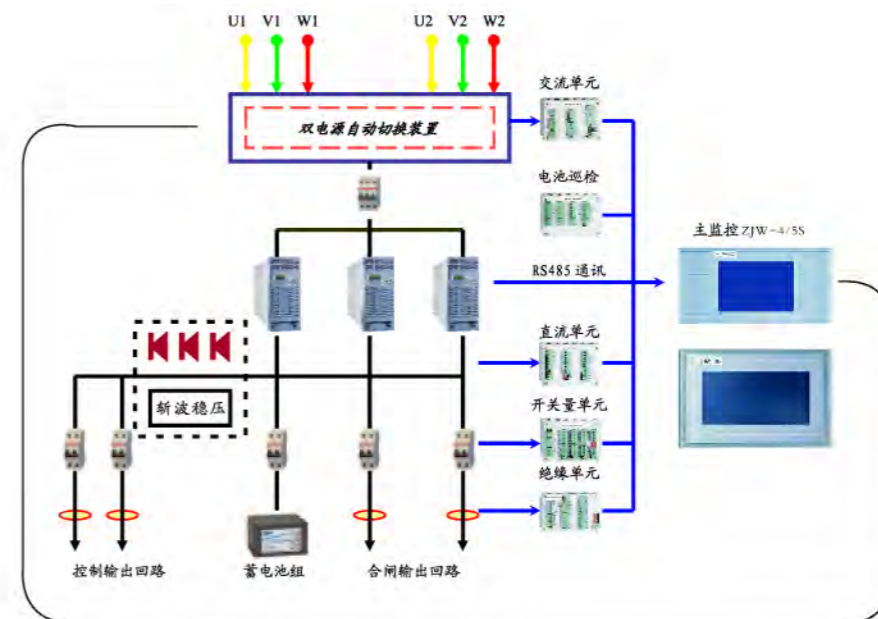 U1 V1 W1 U2 V2 W2
双电源自动切换装置
交流单元
电池巡检
主监控 ZJW-4/5S
RS485 通讯
直流单元
斩波稳压
开关量单元
绝缘单元
控制输出回路
蓄电池组
合闸输出回路